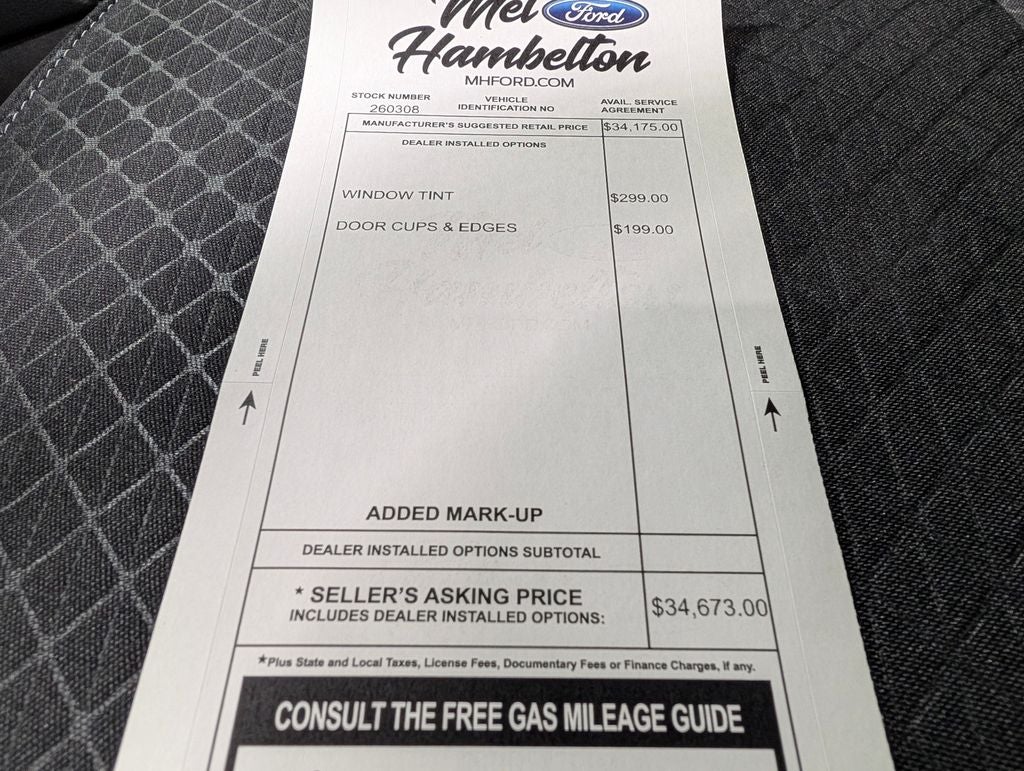 Mel Ford
Hambelton
MHFORD.COM
STOCK NUMBER
260308
VEHICLE
IDENTIFICATION NO
AVAIL. SERVICE
AGREEMENT
MANUFACTURER'S SUGGESTED RETAIL PRICE $34,175.00
DEALER INSTALLED OPTIONS
WINDOW TINT $299.00
DOOR CUPS & EDGES $199.00
PEEL HERE
PEEL HERE
ADDED MARK-UP
DEALER INSTALLED OPTIONS SUBTOTAL
* SELLER'S ASKING PRICE
INCLUDES DEALER INSTALLED OPTIONS:
$34,673.00
*Plus State and Local Taxes, License Fees, Documentary Fees or Finance Charges, if any.
CONSULT THE FREE GAS MILEAGE GUIDE